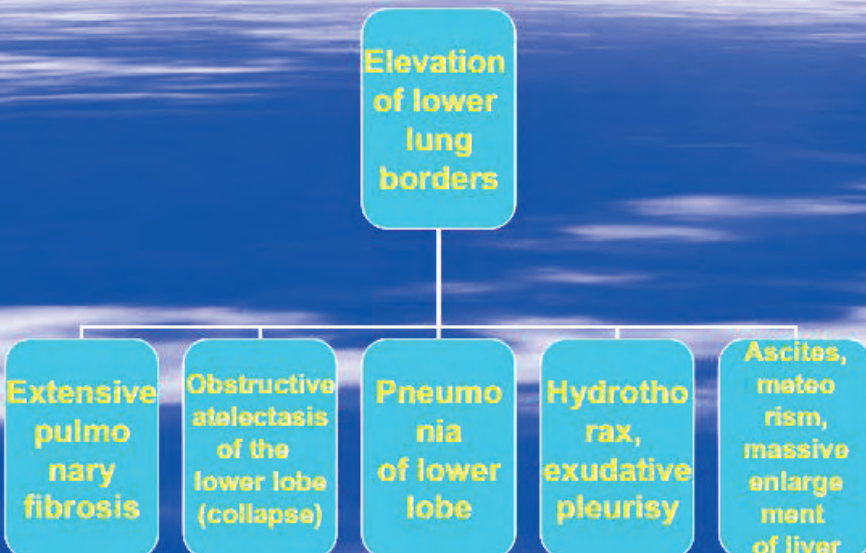 Elevation
of lower
lung
borders
Extensive
pulmo
nary
fibrosis
Obstructive
atelectasis
of the
lower lobe
(collapse)
Pneumo
nia
of lower
lobe
Hydrotho
rax,
exudative
pleurisy
Ascites,
meteo
rism,
massive
enlarge
ment
of liver